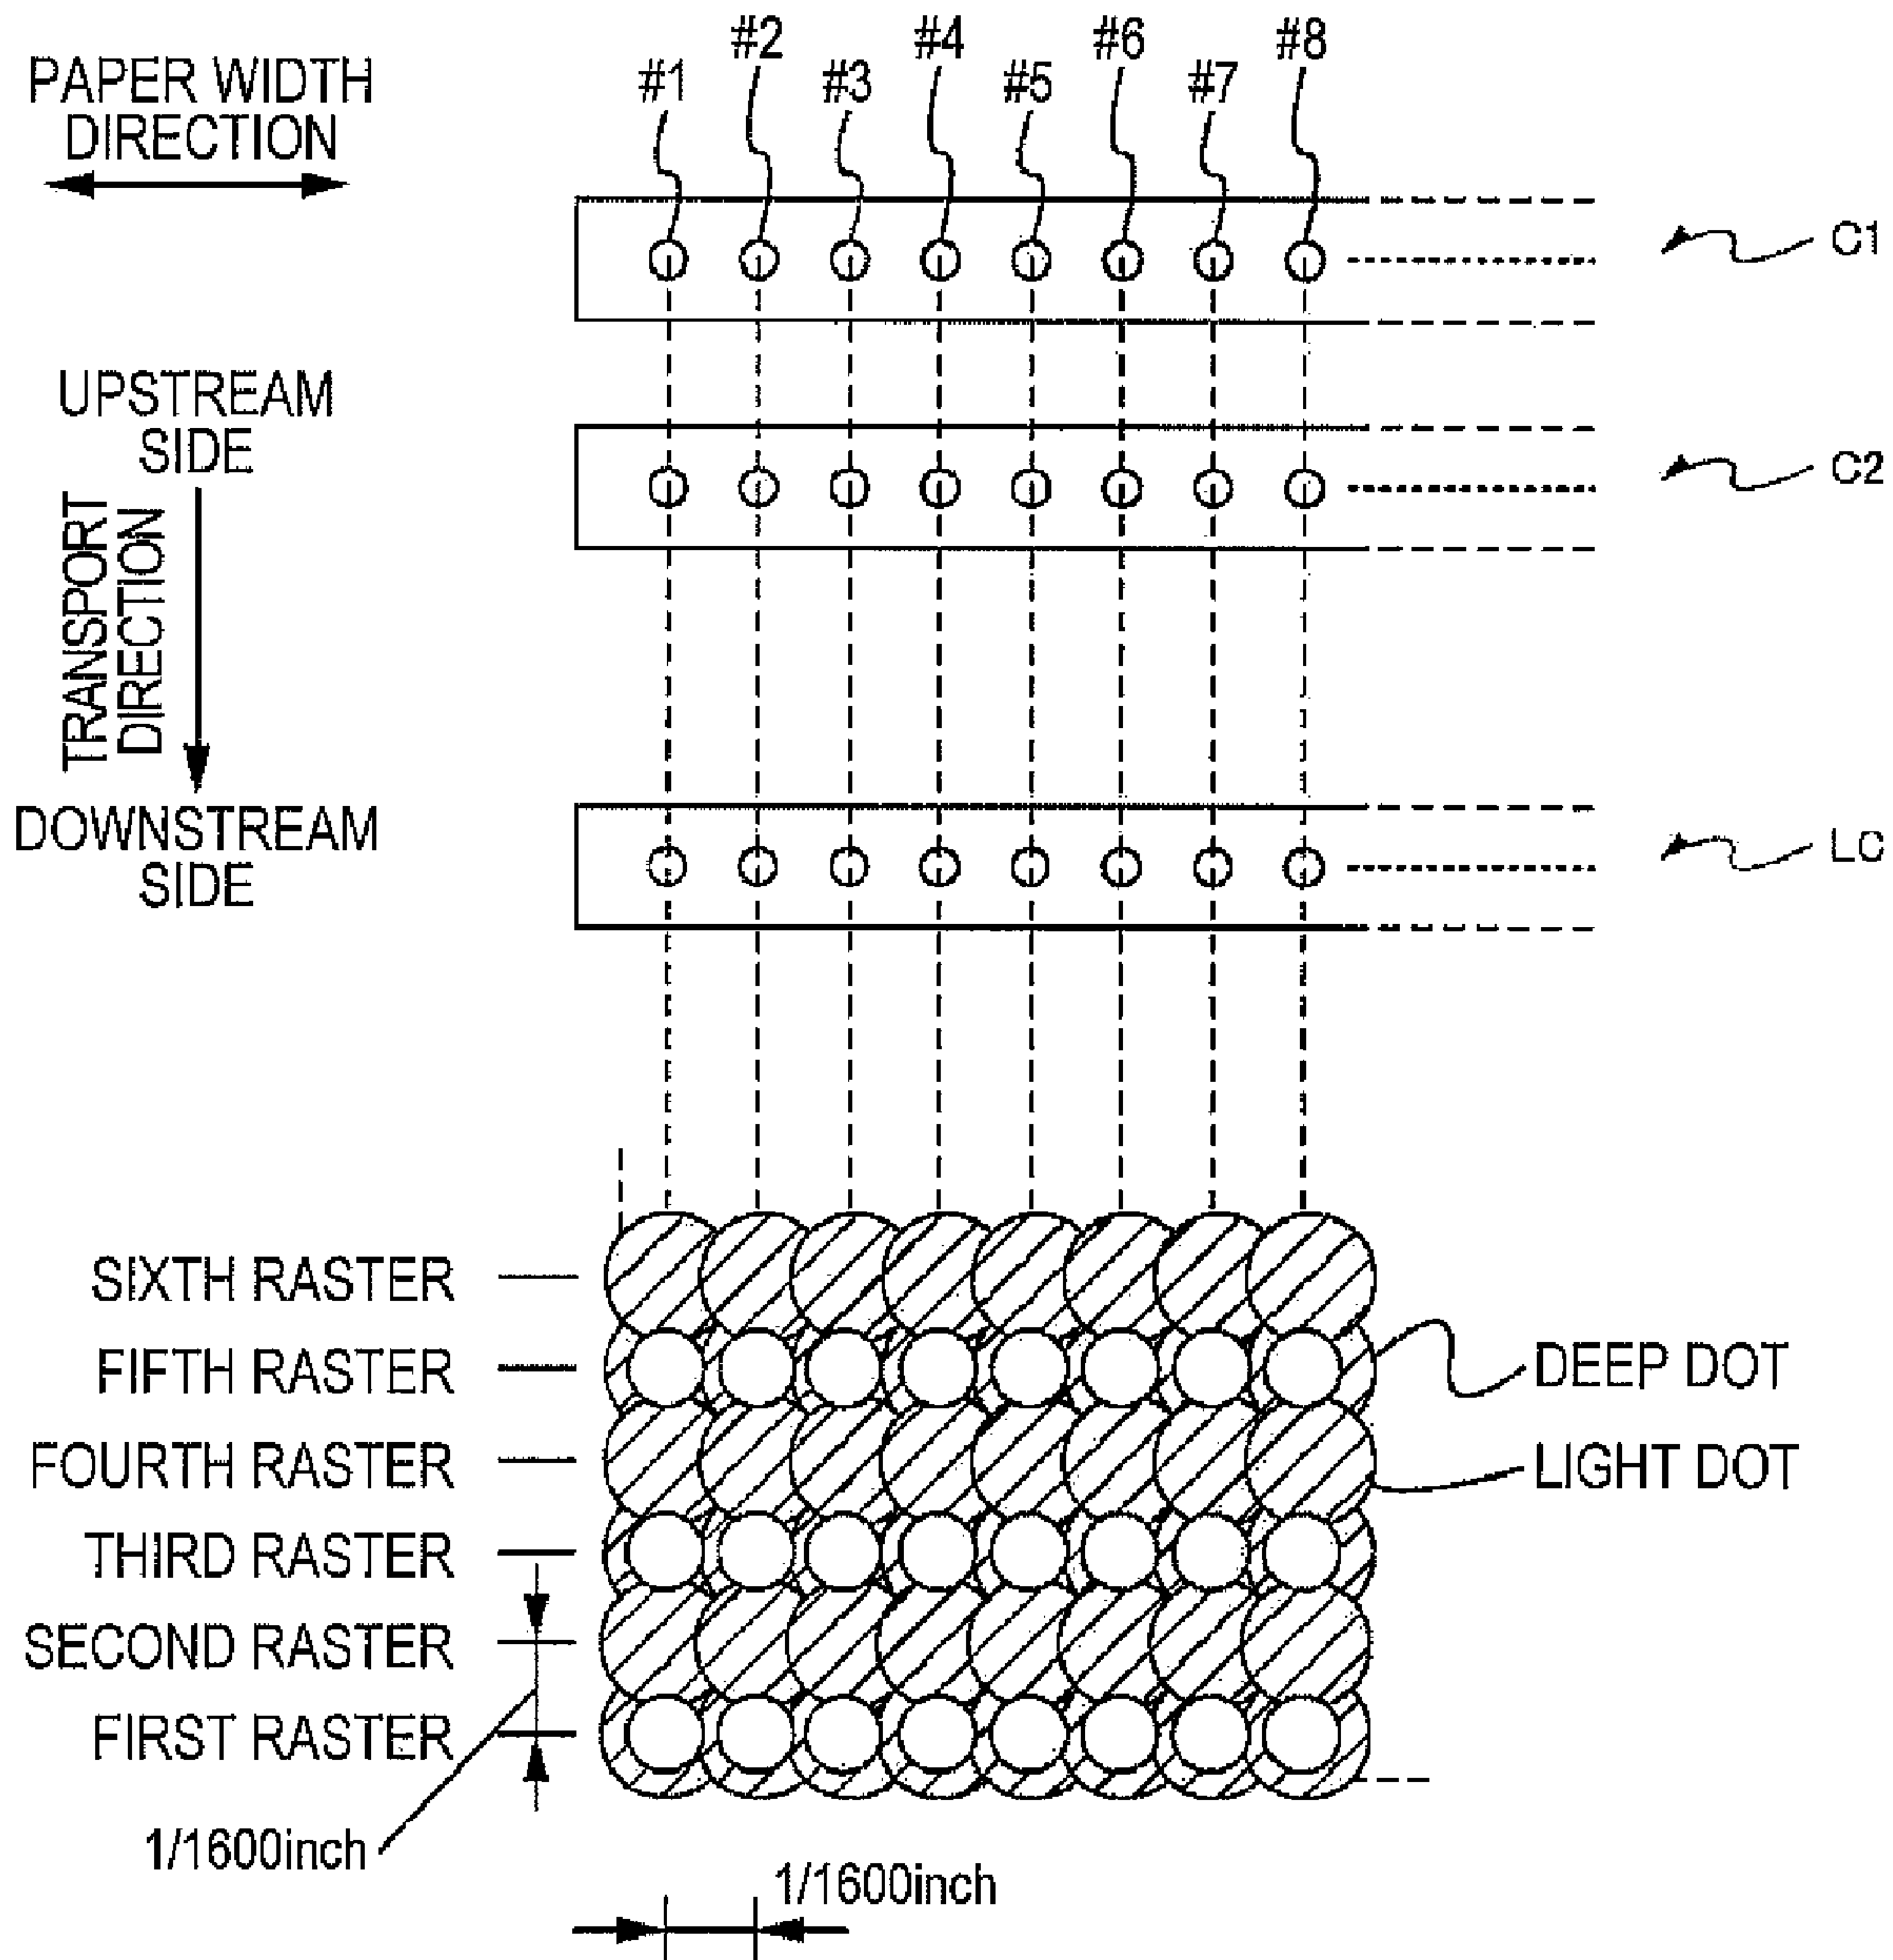 #1
#2
#3
#4
#5
#6
#7
#8
PAPER WIDTH
DIRECTION
C1
UPSTREAM
SIDE
C2
TRANSPORT
DIRECTION
DOWNSTREAM
SIDE
LC
SIXTH RASTER
FIFTH RASTER
DEEP DOT
FOURTH RASTER
LIGHT DOT
THIRD RASTER
SECOND RASTER
FIRST RASTER
1/1600inch
1/1600inch